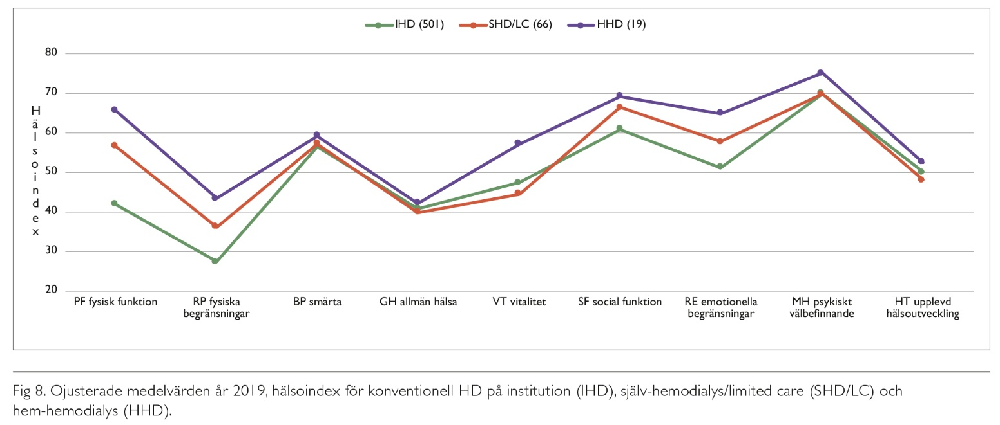 IHD (501) SHD/LC (66) HHD (19)
80
70
60
50
40
30
20
Hälsoindex
PF fysisk funktion
RP fysiska
begränsningar
BP smärta
GH allmän hälsa
VT vitalitet
SF social funktion
RE emotionella
begränsningar
MH psykiskt
välbefinnande
HT upplevd
hälsoutveckling
Fig 8. Ojusterade medelvärden år 2019, hälsoindex för konventionell HD på institution (IHD), själv-hemodialys/limited care (SHD/LC) och
hem-hemodialys (HHD).